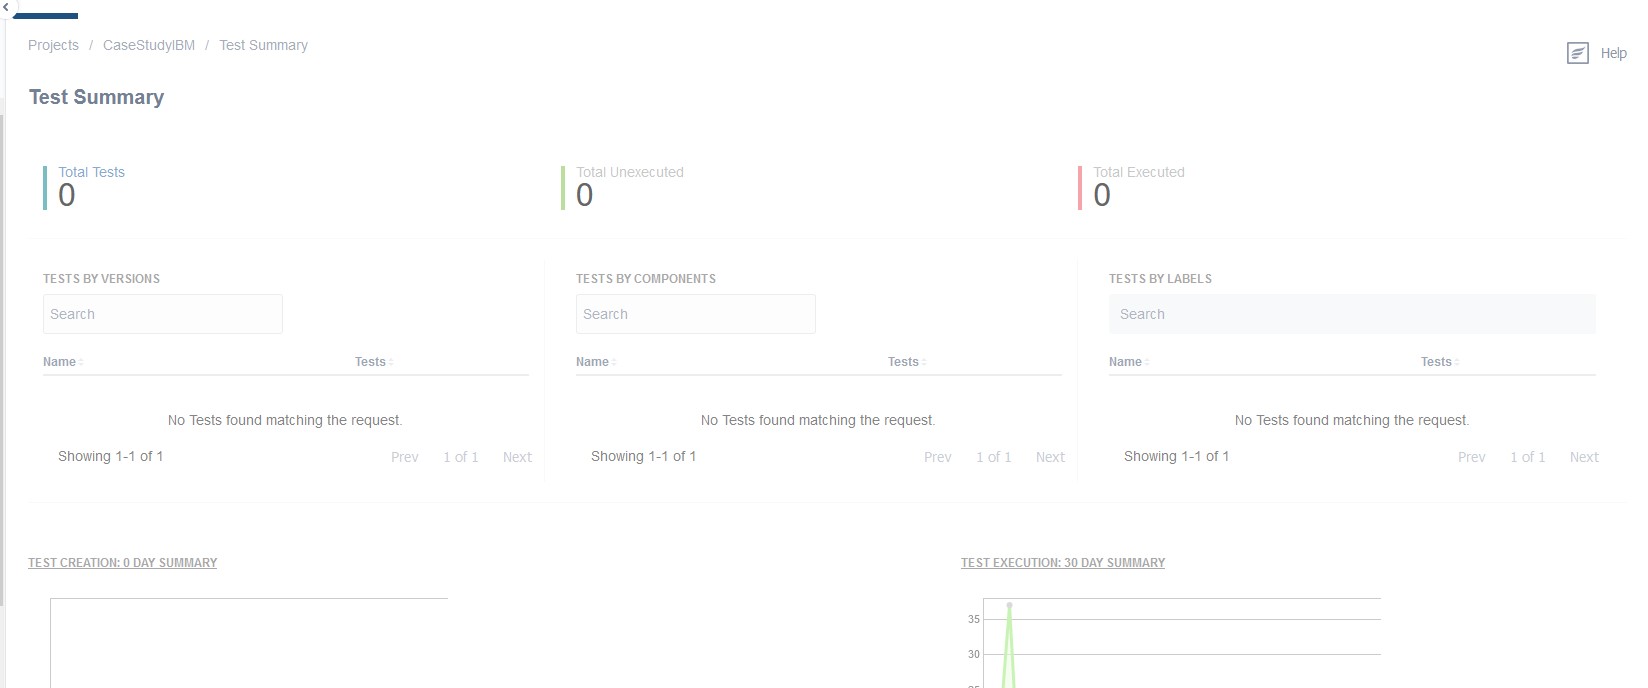 Projects / CaseStudyIBM / Test Summary
Help
Test Summary
Total Tests
0
Total Unexecuted
0
Total Executed
0
TESTS BY VERSIONS
Search
Name Tests
No Tests found matching the request.
Showing 1-1 of 1 Prev 1 of 1 Next
TESTS BY COMPONENTS
Search
Name Tests
No Tests found matching the request.
Showing 1-1 of 1 Prev 1 of 1 Next
TESTS BY LABELS
Search
Name Tests
No Tests found matching the request.
Showing 1-1 of 1 Prev 1 of 1 Next
TEST CREATION: 0 DAY SUMMARY
TEST EXECUTION: 30 DAY SUMMARY
35
30